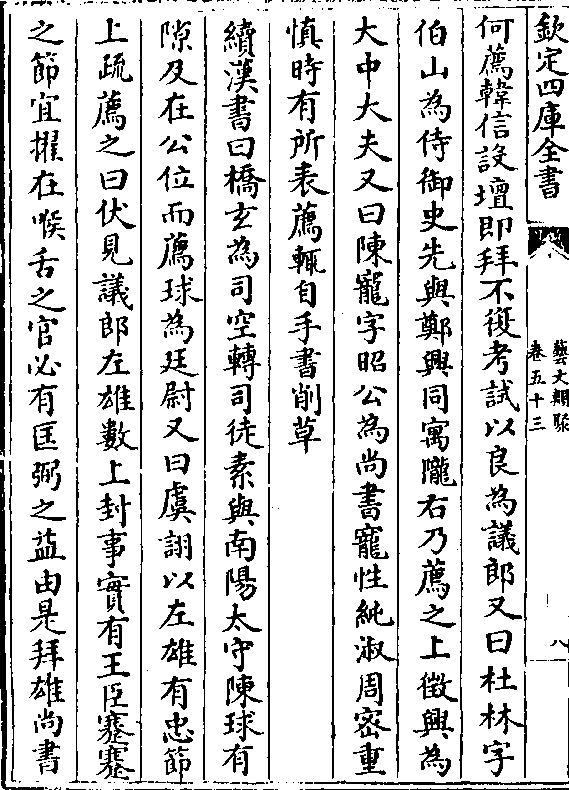 欽定四庫全書
藝文類聚
卷五十三
八
何薦韓信設壇即拜不復考試以良為議郎又曰杜林字
伯山為侍御史先與鄭興同寓隴右乃薦之上徵興為
大中大夫又曰陳寵字昭公為尚書寵性純淑周密重
慎時有所表薦輒自手書削草
續漢書曰橋玄為司空轉司徒素與南陽太守陳球有
隙及在公位而薦球為廷尉又曰虞詡以左雄有忠節
上疏薦之曰伏見議郎左雄數上封事實有王臣蹇蹇
之節宜擢在喉舌之官必有匡弼之益由是拜雄尚書